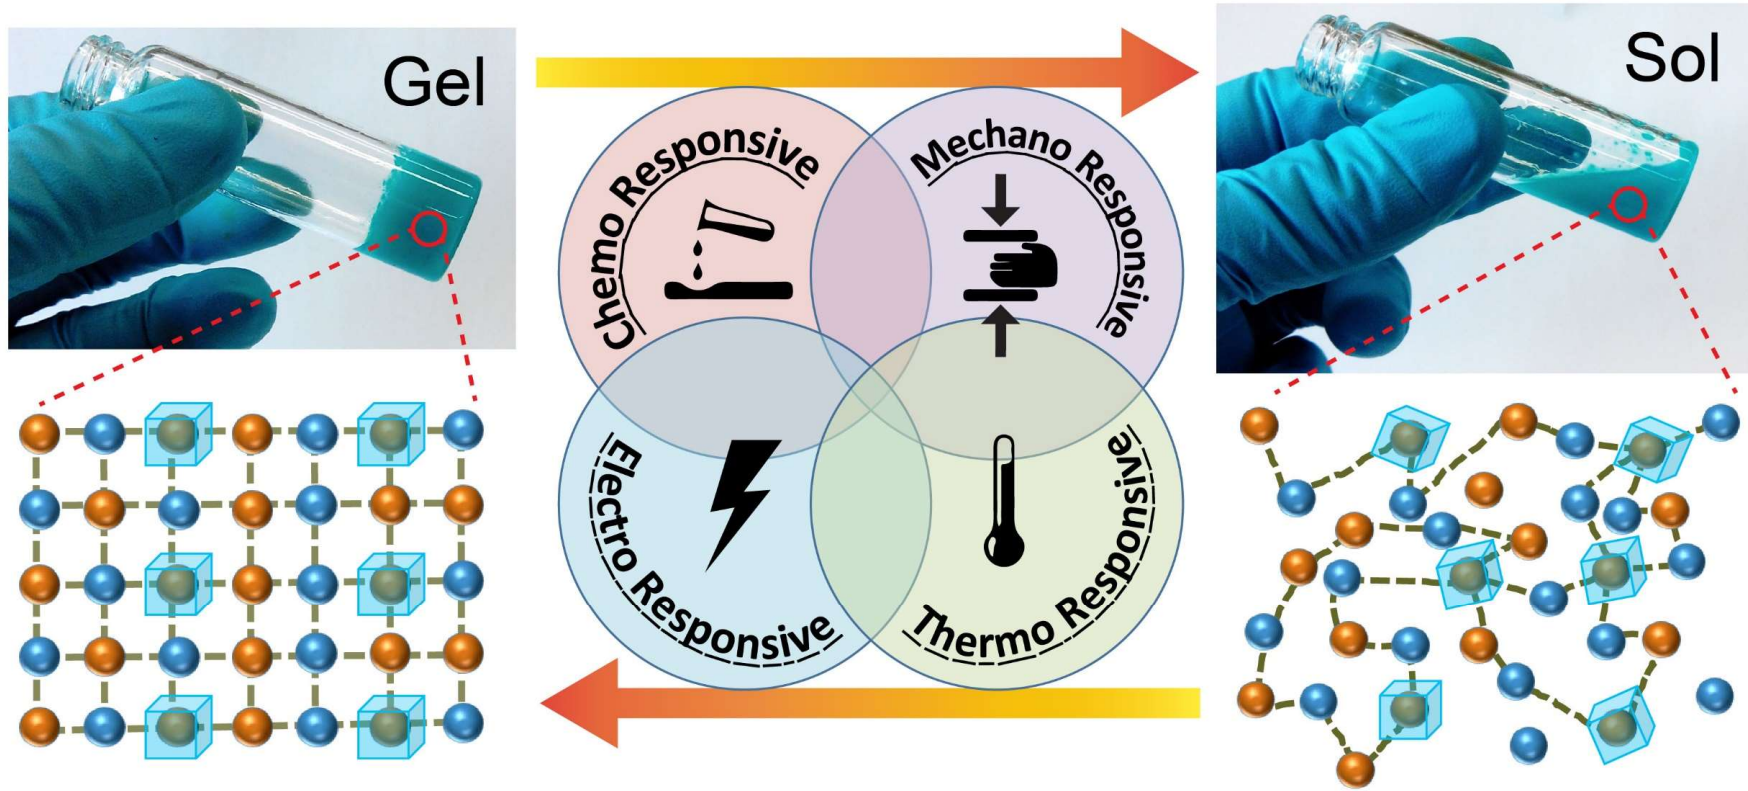 Gel
Sol
Chemo Responsive
Mechano Responsive
Electro Responsive
Thermo Responsive